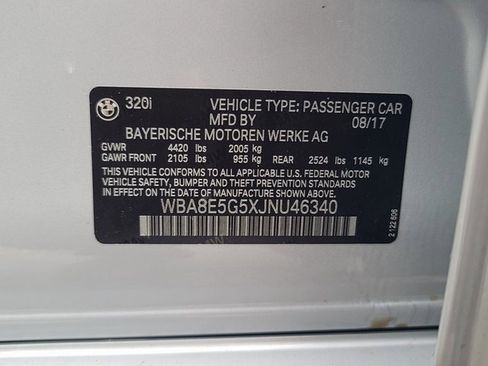 BMW
320i VEHICLE TYPE: PASSENGER CAR
MFD BY 08/17
BAYERISCHE MOTOREN WERKE AG
GVWR 4420 lbs 2005 kg
GAWR FRONT 2105 lbs 955 kg REAR 2524 lbs 1145 kg
THIS VEHICLE CONFORMS TO ALL APPLICABLE U.S. FEDERAL MOTOR
VEHICLE SAFETY, BUMPER, AND THEFT PREVENTION STANDARDS
IN EFFECT ON THE DATE OF MANUFACTURE SHOWN ABOVE.
WBA8E5G5XJNU46340